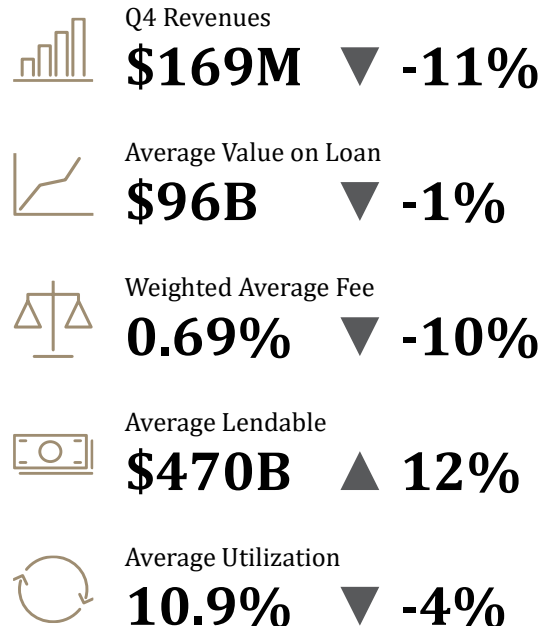 Q4 Revenues
$169M ▼ -11%
Average Value on Loan
$96B ▼ -1%
Weighted Average Fee
0.69% ▼ -10%
Average Lendable
$470B ▲ 12%
Average Utilization
10.9% ▼ -4%